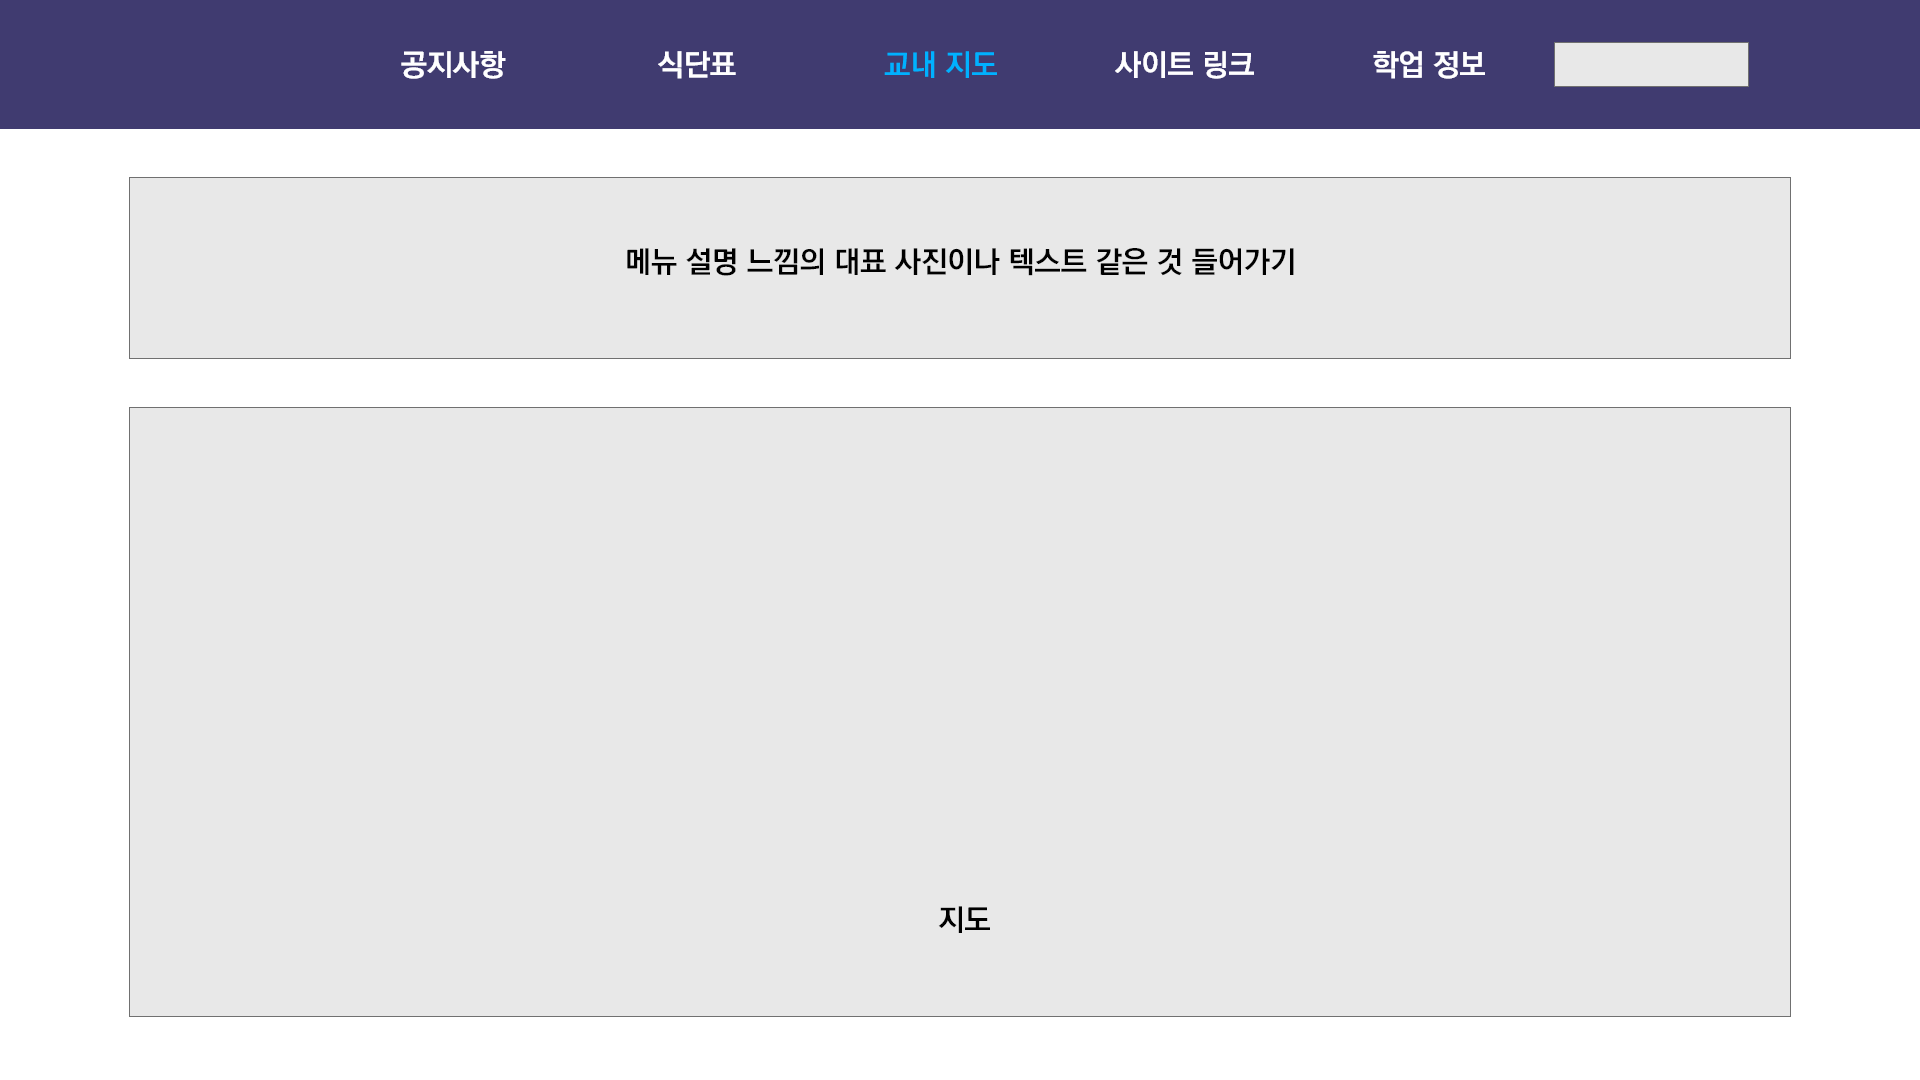 공지사항 식단표 교내 지도 사이트 링크 학업 정보
메뉴 설명 느낌의 대표 사진이나 텍스트 같은 것 들어가기
지도